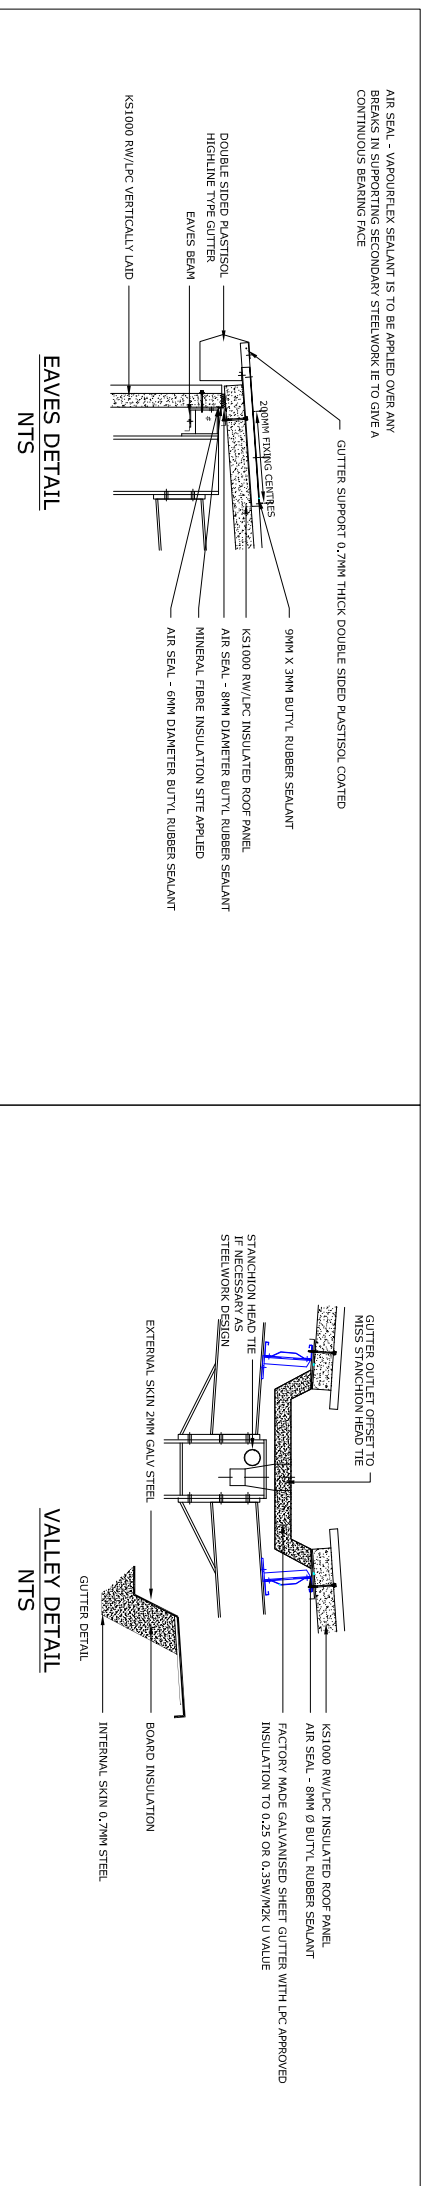 AIR SEAL - VAPOURFLEX SEALANT IS TO BE APPLIED OVER ANY
BREAKS IN SUPPORTING SECONDARY STEELWORK IE TO GIVE A
CONTINUOUS BEARING FACE
GUTTER SUPPORT 0.7MM THICK DOUBLE SIDED PLASTISOL COATED
9MM X 3MM BUTYL RUBBER SEALANT
200MM FIXING CENTRES
DOUBLE SIDED PLASTISOL
HIGHLINE TYPE GUTTER
KS1000 RW/LPC INSULATED ROOF PANEL
AIR SEAL - 8MM DIAMETER BUTYL RUBBER SEALANT
EAVES BEAM
MINERAL FIBRE INSULATION SITE APPLIED
AIR SEAL - 6MM DIAMETER BUTYL RUBBER SEALANT
KS1000 RW/LPC VERTICALLY LAID
EAVES DETAIL
NTS
GUTTER OUTLET OFFSET TO
MISS STANCHION HEAD TIE
KS1000 RW/LPC INSULATED ROOF PANEL
AIR SEAL - 8MM Ø BUTYL RUBBER SEALANT
FACTORY MADE GALVANISED SHEET GUTTER WITH LPC APPROVED
INSULATION TO 0.25 OR 0.35W/M2K U VALUE
STANCHION HEAD TIE
IF NECESSARY AS
STEELWORK DESIGN
EXTERNAL SKIN 2MM GALV STEEL
BOARD INSULATION
INTERNAL SKIN 0.7MM STEEL
GUTTER DETAIL
VALLEY DETAIL
NTS